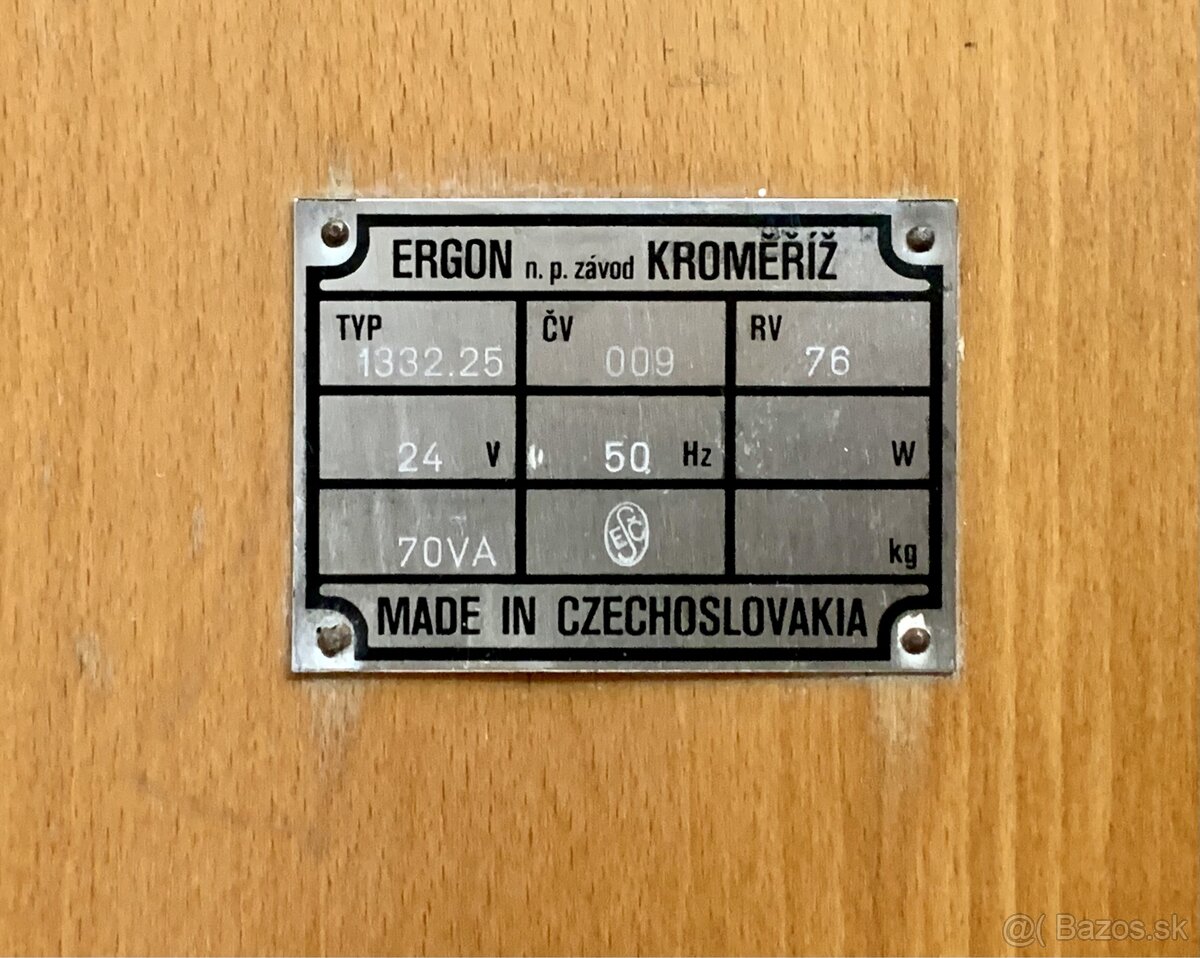 ERGON n. p. závod KROMĚŘÍŽ
TYP 1332.25
ČV 009
RV 76
24 V
50 Hz
W
70VA
ESČ
kg
MADE IN CZECHOSLOVAKIA
@( Bazos.sk